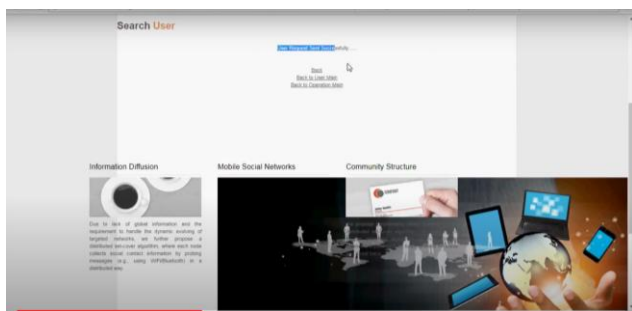 Search User
User Request Sent Succesfully.....
Back
Back to User Main
Back to Operation Main
Information Diffusion
Mobile Social Networks
Community Structure
Due to lack of global information and the
requirement to handle the dynamic evolving of
targeted networks, we further propose a
distributed set-cover algorithm, where each node
collects social contact information by probing
messages (e.g., using WiFi/Bluetooth) in a
distributed way.